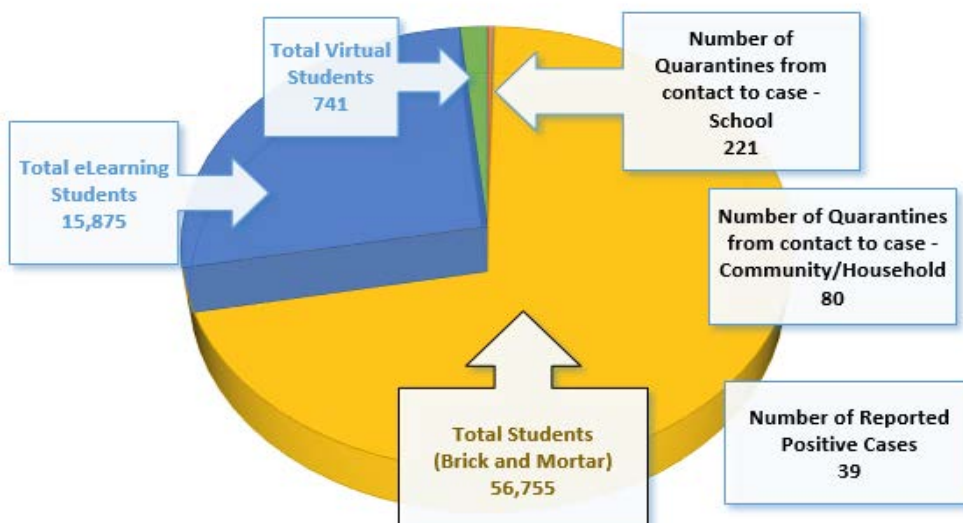 Total Virtual
Students
741
Number of
Quarantines from
contact to case -
School
221
Total eLearning
Students
15,875
Number of Quarantines
from contact to case -
Community/Household
80
Total Students
(Brick and Mortar)
56,755
Number of Reported
Positive Cases
39